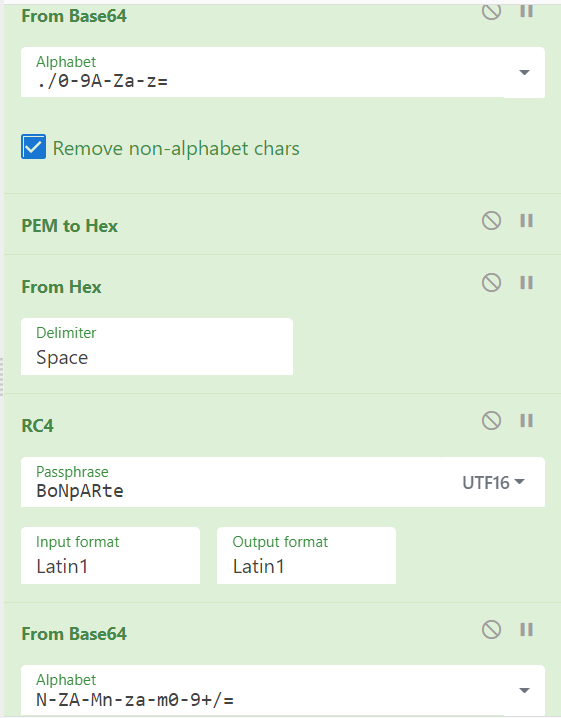 From Base64
Alphabet
./0-9A-Za-z=
Remove non-alphabet chars
PEM to Hex
From Hex
Delimiter
Space
RC4
Passphrase
BoNpARte
UTF16
Input format
Output format
Latin1
Latin1
From Base64
Alphabet
N-ZA-Mn-za-m0-9+/=